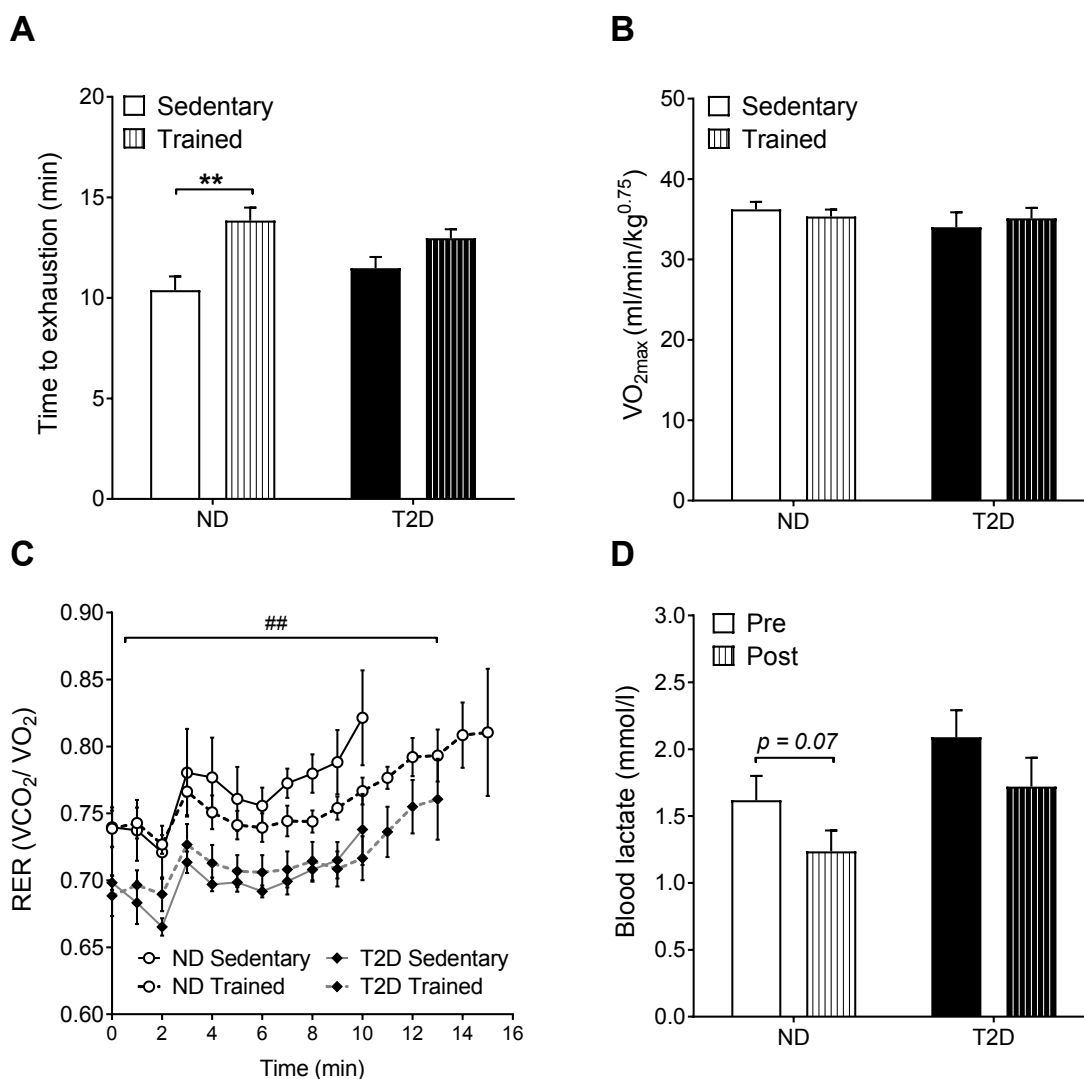 A
Time to exhaustion (min)
20
15
10
5
0
Sedentary
Trained
**
ND
T2D
B
VO2max (ml/min/kg^0.75)
50
40
30
20
10
0
Sedentary
Trained
ND
T2D
C
RER (VCO2/ VO2)
0.90
0.85
0.80
0.75
0.70
0.65
0.60
##
ND Sedentary
T2D Sedentary
ND Trained
T2D Trained
0 2 4 6 8 10 12 14 16
Time (min)
D
Blood lactate (mmol/l)
3.0
2.5
2.0
1.5
1.0
0.5
0.0
Pre
Post
p = 0.07
ND
T2D